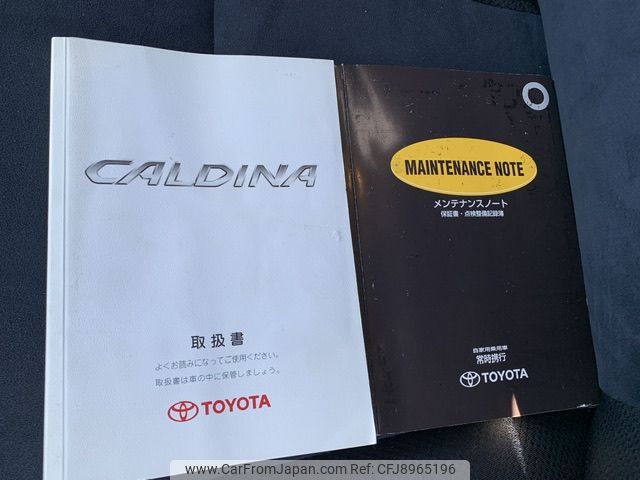 CALDINA
取扱書
よくお読みになってご使用ください。
取扱書は車の中に保管しましょう。
TOYOTA
MAINTENANCE NOTE
メンテナンスノート
保証書・点検整備記録簿
自家用乗用車
常時携行
TOYOTA
www.CarFromJapan.com for CFJ8965196